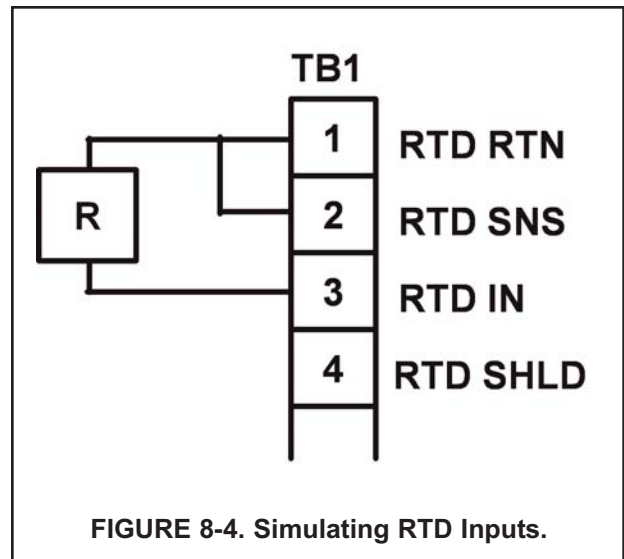 TB1
1 RTD RTN
R
2 RTD SNS
3 RTD IN
4 RTD SHLD
FIGURE 8-4. Simulating RTD Inputs.